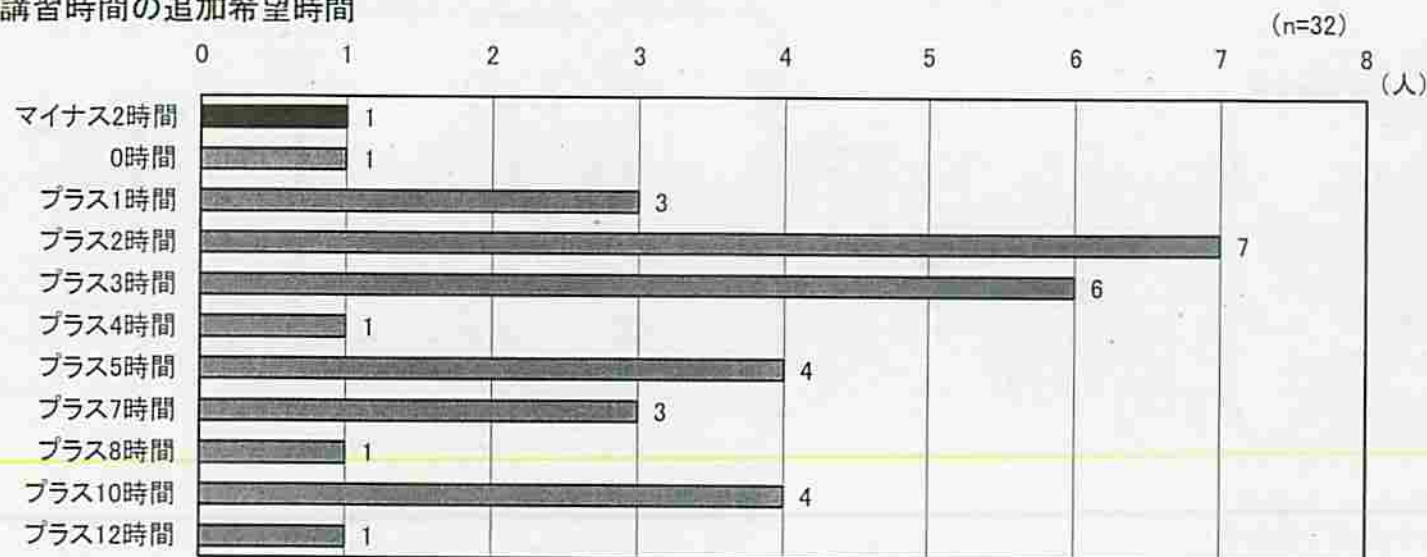 講習時間の追加希望時間
(n=32)
0 1 2 3 4 5 6 7 8
(人)
マイナス2時間 1
0時間 1
プラス1時間 3
プラス2時間 7
プラス3時間 6
プラス4時間 1
プラス5時間 4
プラス7時間 3
プラス8時間 1
プラス10時間 4
プラス12時間 1